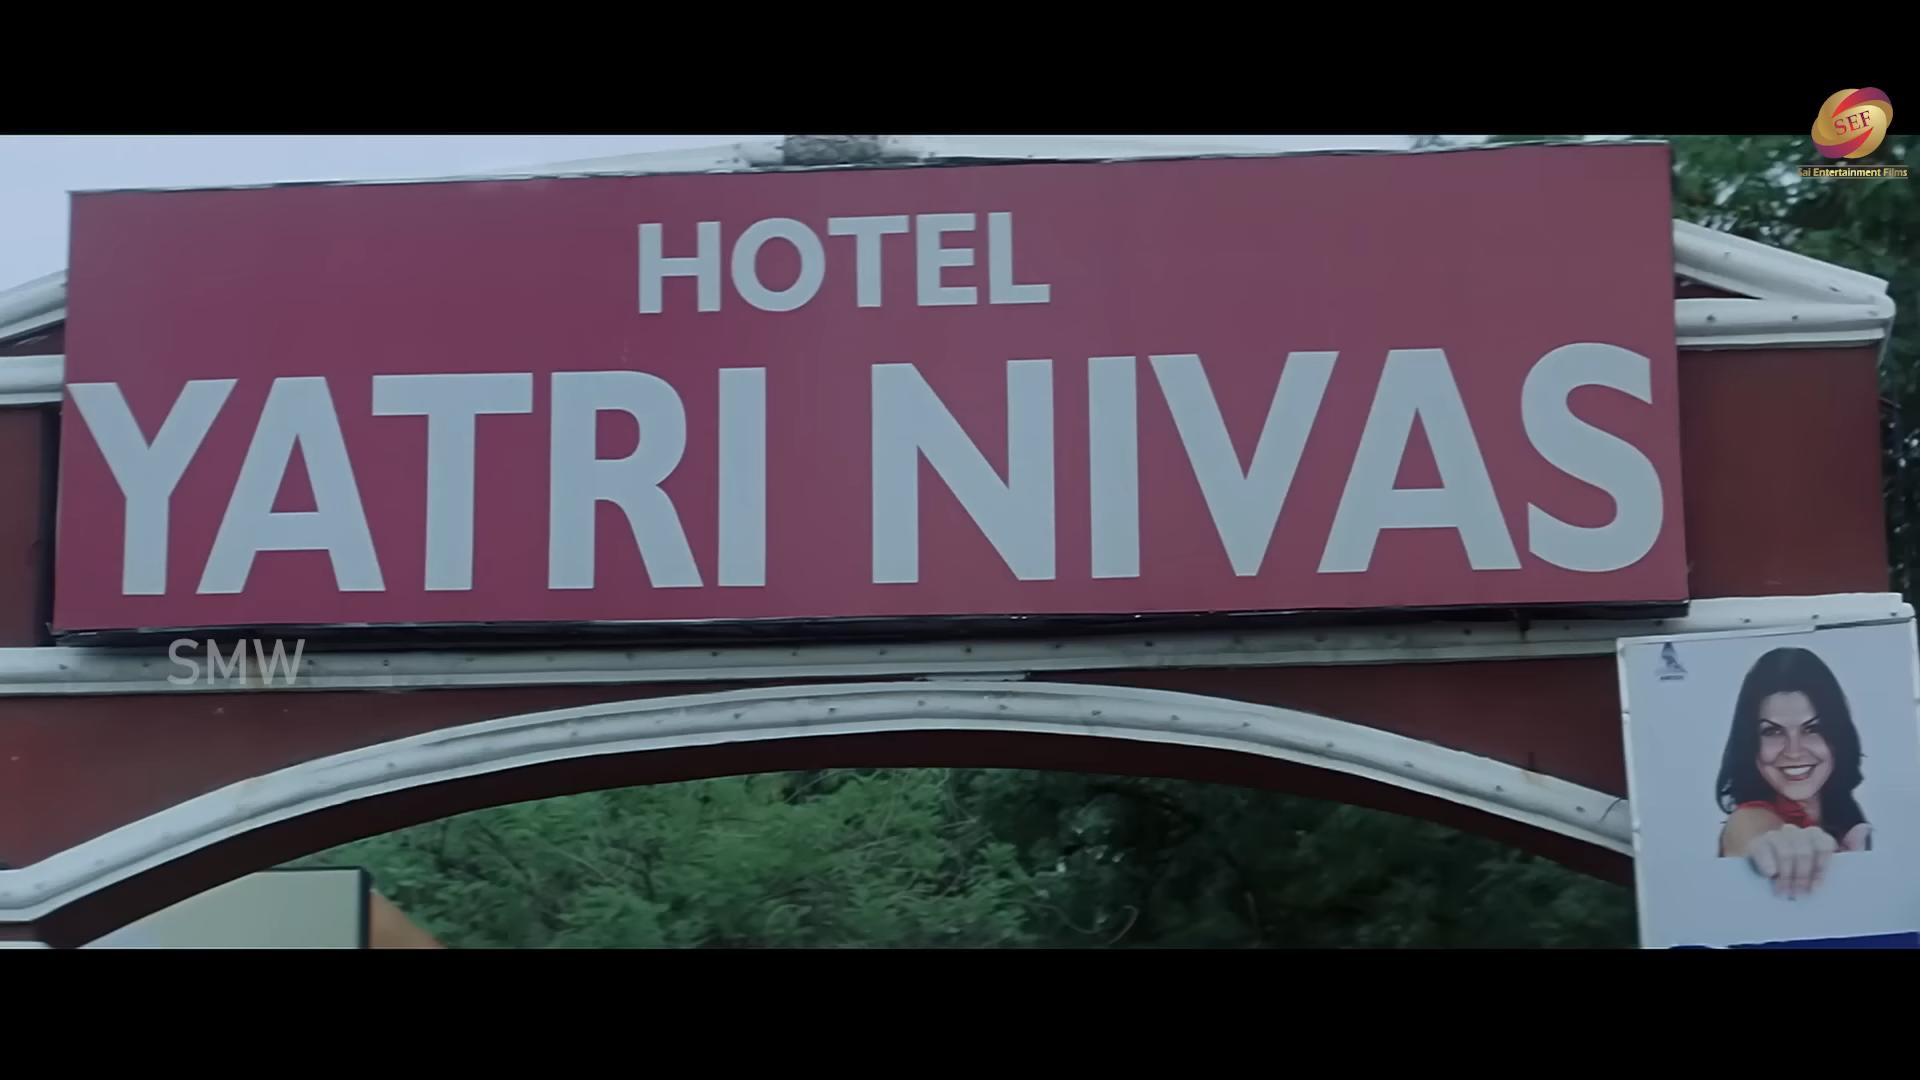 SEF
Sai Entertainment Films
HOTEL
YATRI NIVAS
SMW